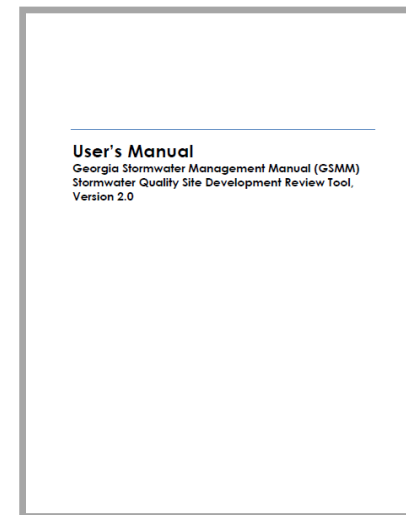 User's Manual
Georgia Stormwater Management Manual (GSMM)
Stormwater Quality Site Development Review Tool,
Version 2.0